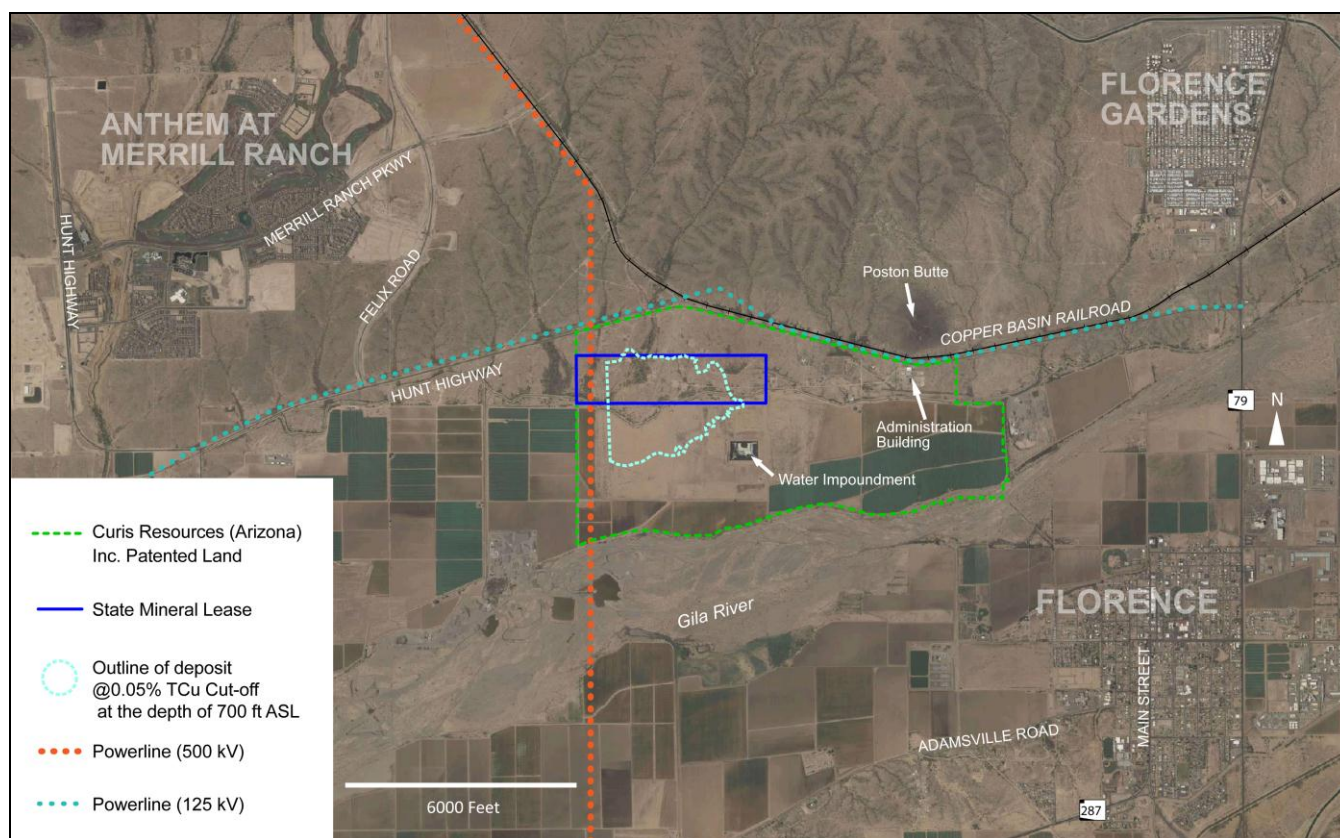 ANTHEM AT
MERRILL RANCH
FLORENCE
GARDENS
MERRILL RANCH PKWY
HUNT HIGHWAY
FELIX ROAD
Poston Butte
COPPER BASIN RAILROAD
HUNT HIGHWAY
79
N
Administration
Building
Water Impoundment
Curis Resources (Arizona)
Inc. Patented Land
State Mineral Lease
Outline of deposit
@0.05% TCu Cut-off
at the depth of 700 ft ASL
Powerline (500 kV)
Powerline (125 kV)
Gila River
FLORENCE
MAIN STREET
ADAMSVILLE ROAD
6000 Feet
287